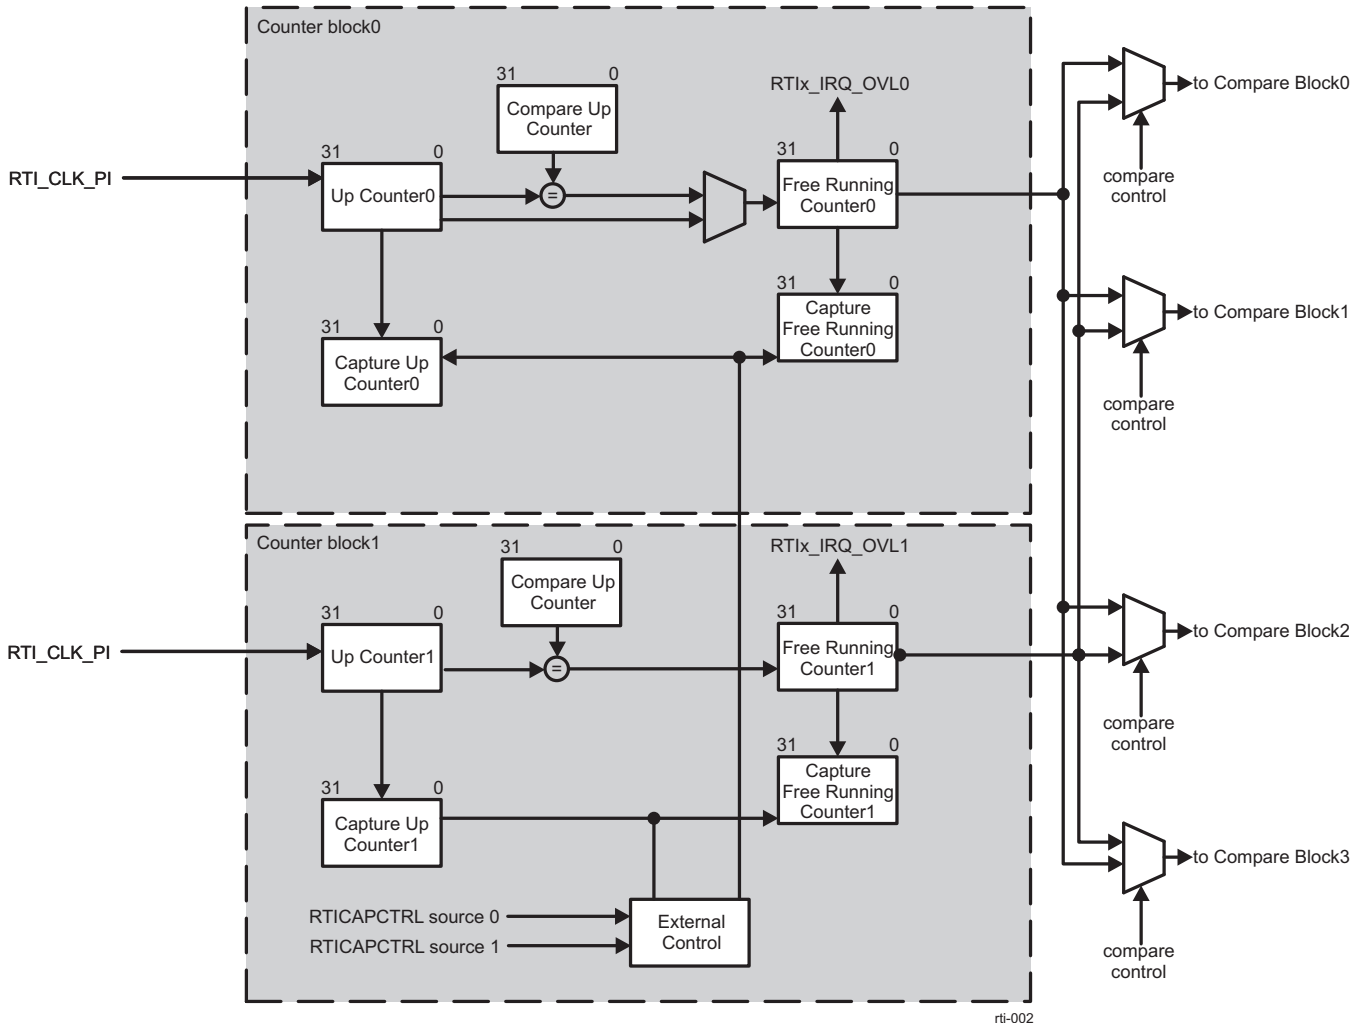 Counter block0
31 0
Compare Up
Counter
RTIx_IRQ_OVL0
to Compare Block0
RTI_CLK_PI
31 0
Up Counter0
=
31 0
Free Running
Counter0
compare
control
31 0
Capture
Free Running
Counter0
to Compare Block1
31 0
Capture Up
Counter0
compare
control
Counter block1
31 0
Compare Up
Counter
RTIx_IRQ_OVL1
RTI_CLK_PI
31 0
Up Counter1
=
31 0
Free Running
Counter1
to Compare Block2
compare
control
31 0
Capture
Free Running
Counter1
31 0
Capture Up
Counter1
to Compare Block3
RTICAPCTRL source 0
RTICAPCTRL source 1
External
Control
compare
control
rti-002